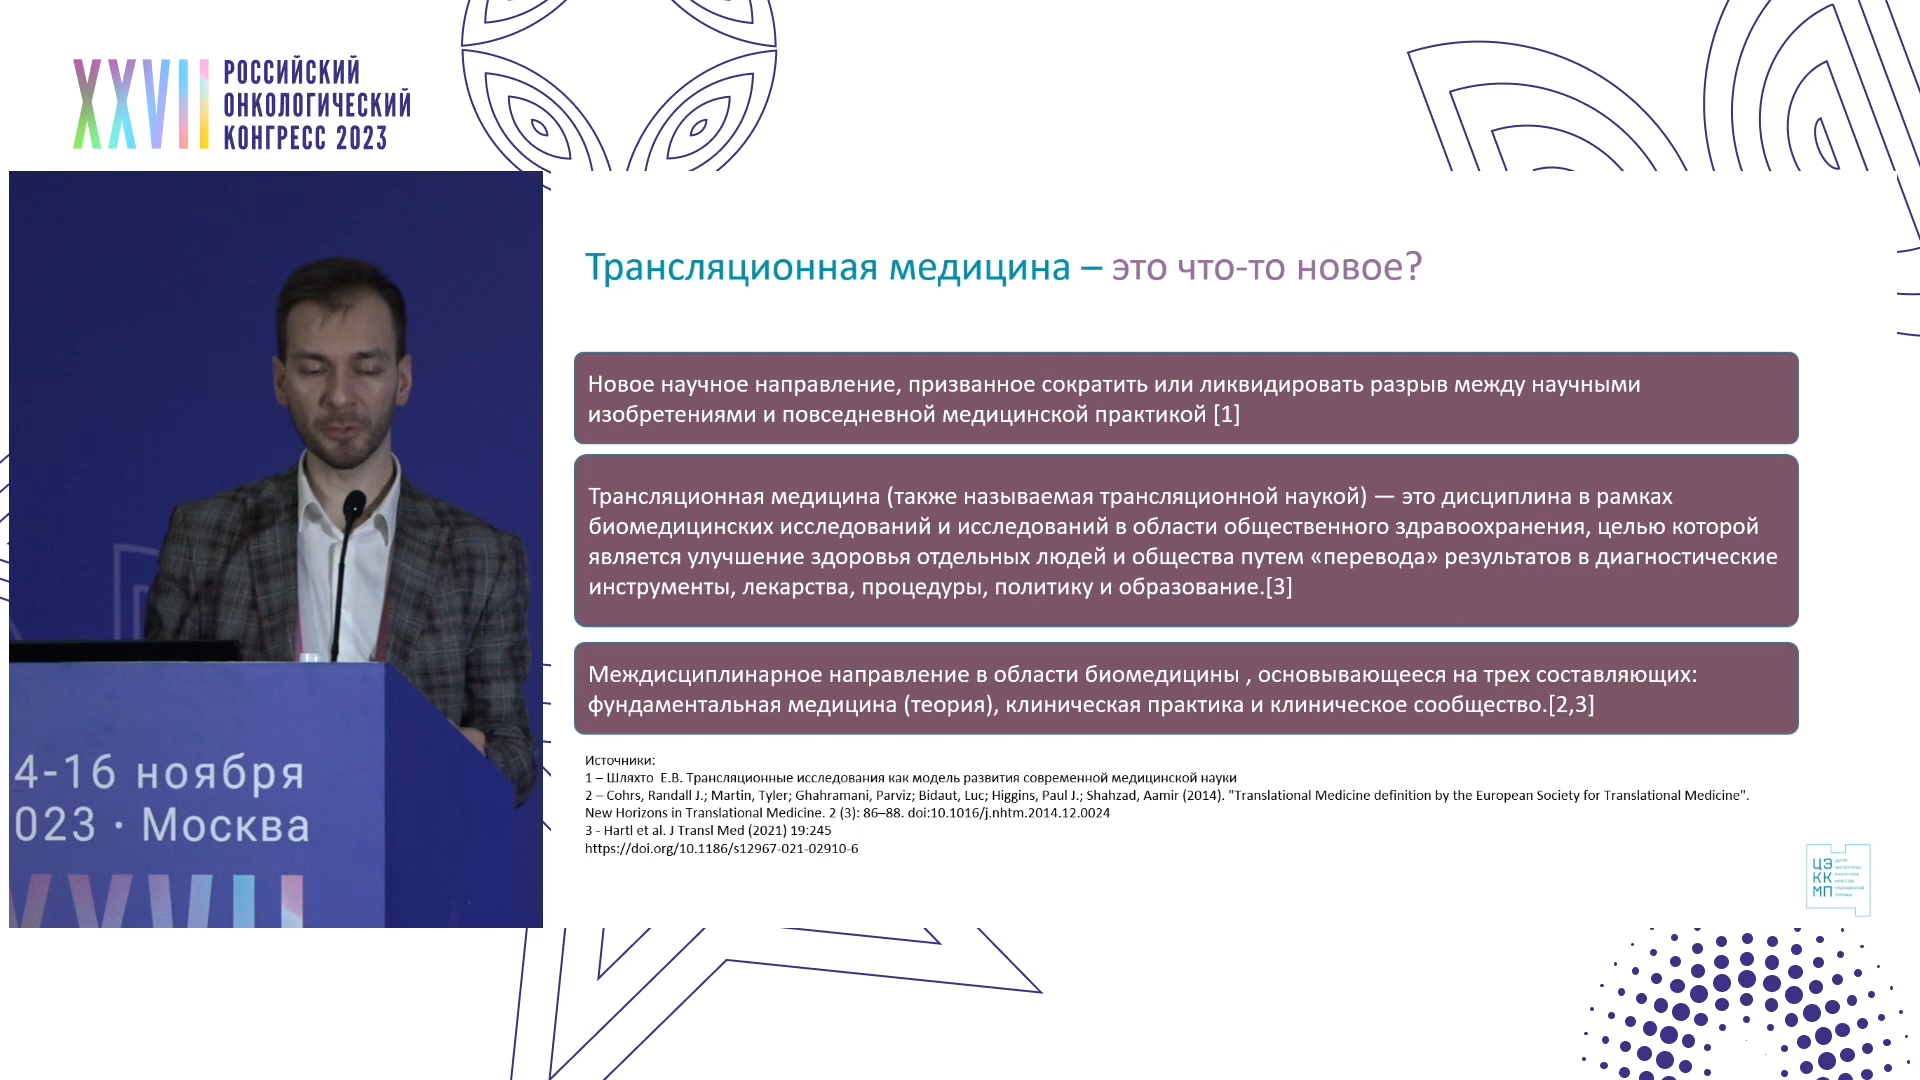 XXVII
РОССИЙСКИЙ
ОНКОЛОГИЧЕСКИЙ
КОНГРЕСС 2023
Трансляционная медицина – это что-то новое?
Новое научное направление, призванное сократить или ликвидировать разрыв между научными
изобретениями и повседневной медицинской практикой [1]
Трансляционная медицина (также называемая трансляционной наукой) — это дисциплина в рамках
биомедицинских исследований и исследований в области общественного здравоохранения, целью которой
является улучшение здоровья отдельных людей и общества путем «перевода» результатов в диагностические
инструменты, лекарства, процедуры, политику и образование.[3]
Междисциплинарное направление в области биомедицины , основывающееся на трех составляющих:
фундаментальная медицина (теория), клиническая практика и клиническое сообщество.[2,3]
Источники:
1 – Шляхто Е.В. Трансляционные исследования как модель развития современной медицинской науки
2 – Cohrs, Randall J.; Martin, Tyler; Ghahramani, Parviz; Bidaut, Luc; Higgins, Paul J.; Shahzad, Aamir (2014). "Translational Medicine definition by the European Society for Translational Medicine".
New Horizons in Translational Medicine. 2 (3): 86–88. doi:10.1016/j.nhtm.2014.12.0024
3 - Hartl et al. J Transl Med (2021) 19:245
https://doi.org/10.1186/s12967-021-02910-6
4-16 ноября
023 · Москва
XXVII
ЦЭ
КК
МП